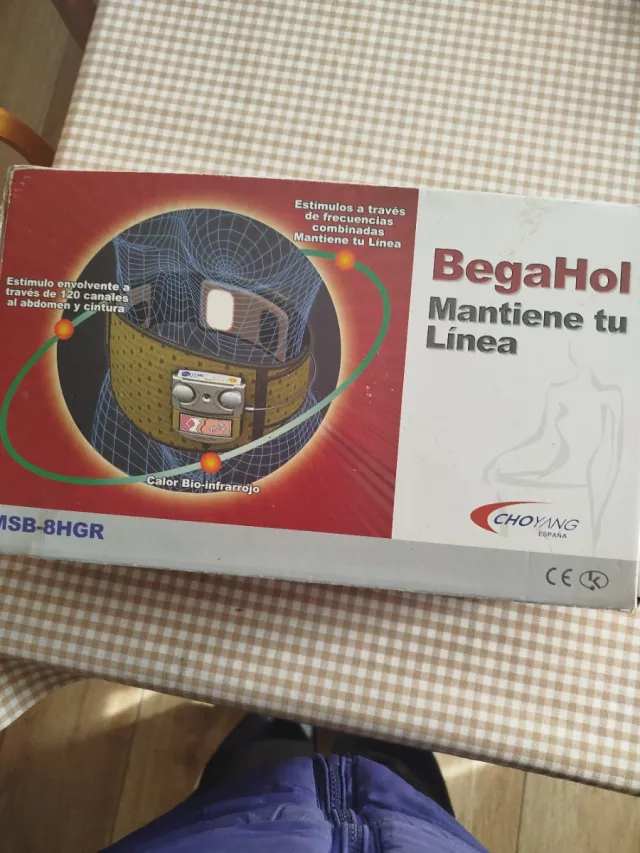 Estímulos a través
de frecuencias
combinadas
Mantiene tu Línea
Estímulo envolvente a
través de 120 canales
al abdomen y cintura
Calor Bio-infrarrojo
MSB-8HGR
BegaHol
Mantiene tu
Línea
CHOYANG
ESPAÑA
CE K